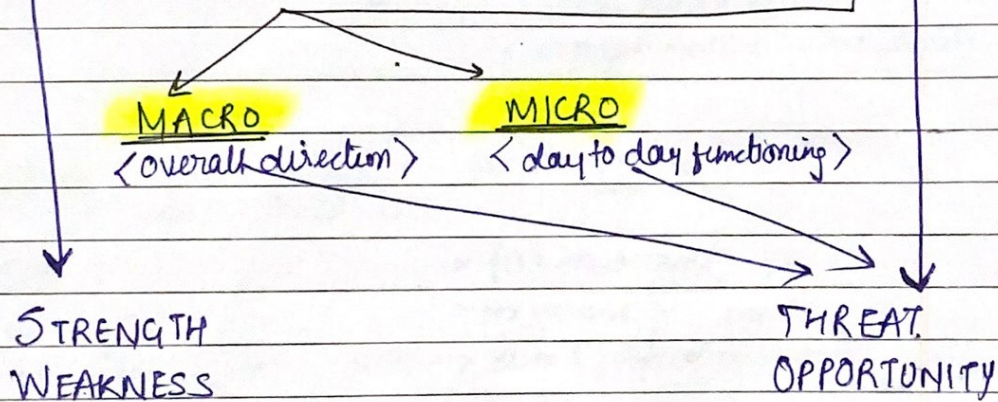 MACRO MICRO
<overall direction> <day to day functioning>
STRENGTH THREAT
WEAKNESS OPPORTUNITY